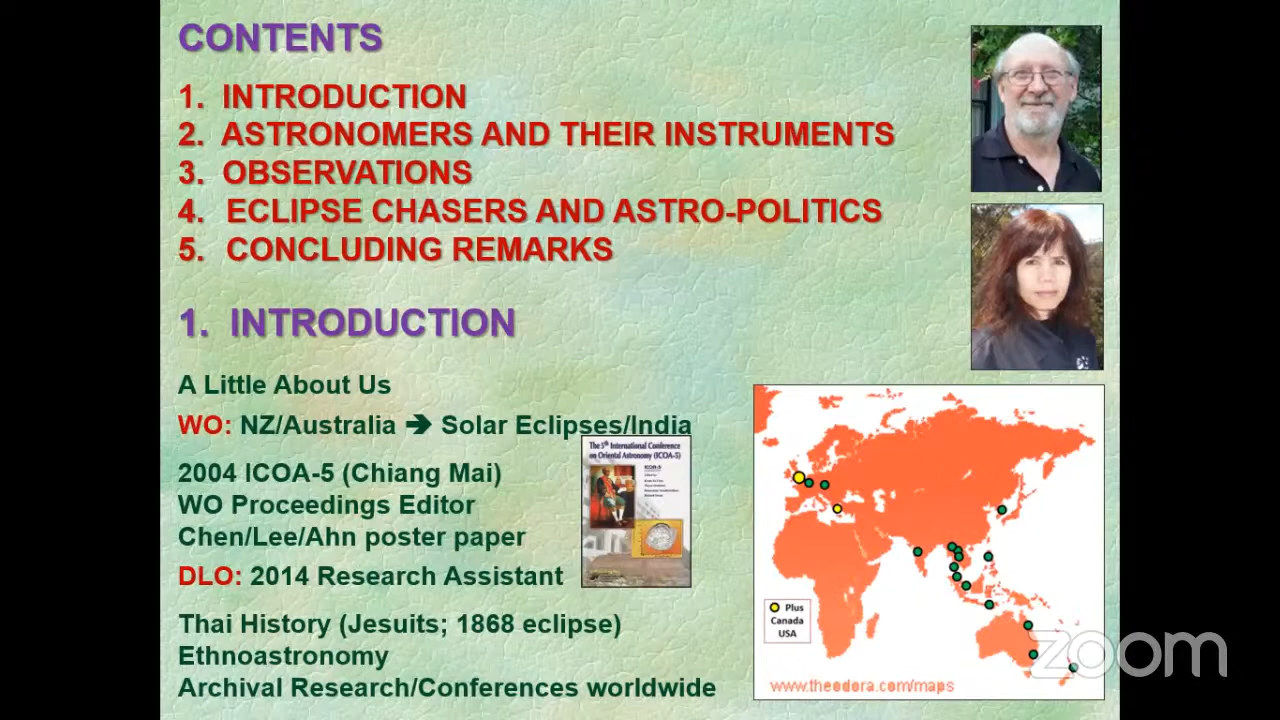 CONTENTS
1. INTRODUCTION
2. ASTRONOMERS AND THEIR INSTRUMENTS
3. OBSERVATIONS
4. ECLIPSE CHASERS AND ASTRO-POLITICS
5. CONCLUDING REMARKS
1. INTRODUCTION
A Little About Us
WO: NZ/Australia ➔ Solar Eclipses/India
2004 ICOA-5 (Chiang Mai)
WO Proceedings Editor
Chen/Lee/Ahn poster paper
DLO: 2014 Research Assistant
Thai History (Jesuits; 1868 eclipse)
Ethnoastronomy
Archival Research/Conferences worldwide
The 5th International Conference
on Oriental Astronomy (ICOA-5)
Plus
Canada
USA
www.theodora.com/maps
zoom